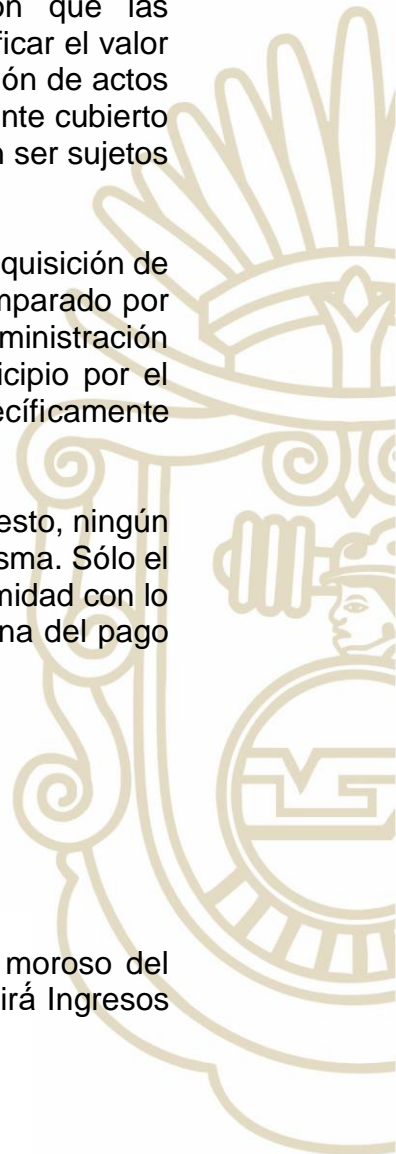 ón que las
ficar el valor
ión de actos
nte cubierto
n ser sujetos
quisición de
mparado por
ministración
icipio por el
ecíficamente
esto, ningún
sma. Sólo el
midad con lo
na del pago
moroso del
irá Ingresos